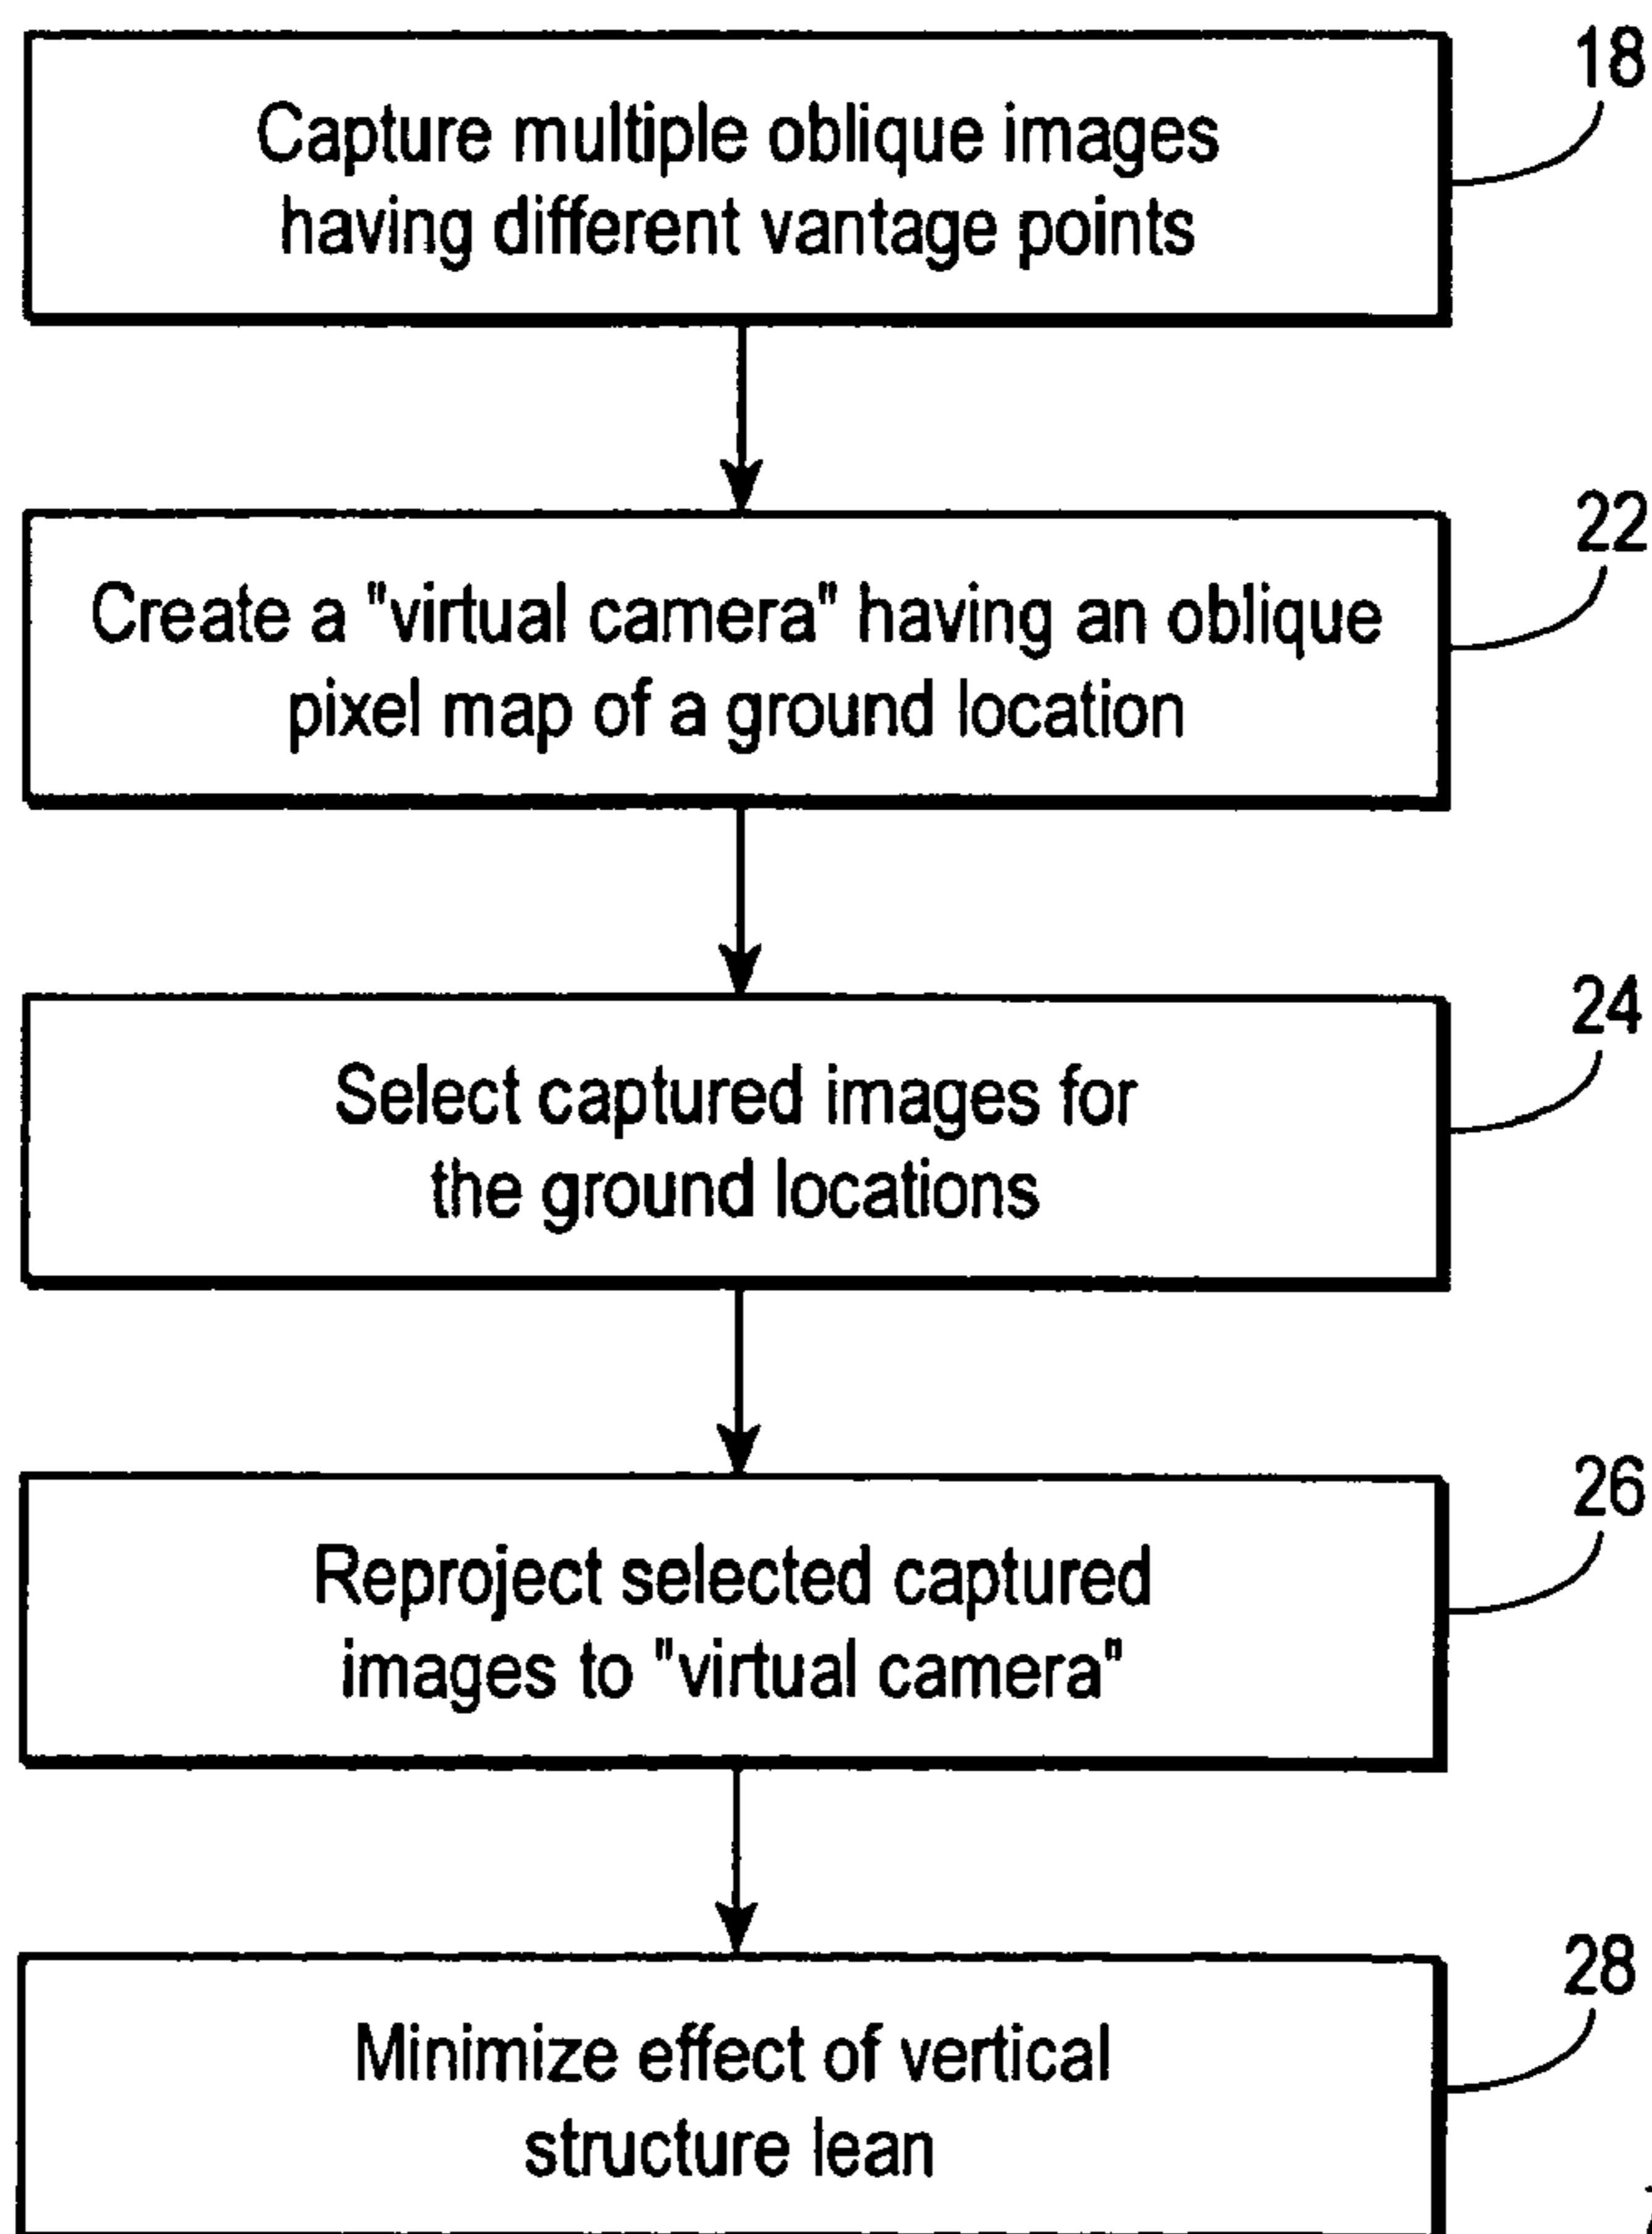 18
Capture multiple oblique images
having different vantage points
22
Create a "virtual camera" having an oblique
pixel map of a ground location
24
Select captured images for
the ground locations
26
Reproject selected captured
images to "virtual camera"
28
Minimize effect of vertical
structure lean